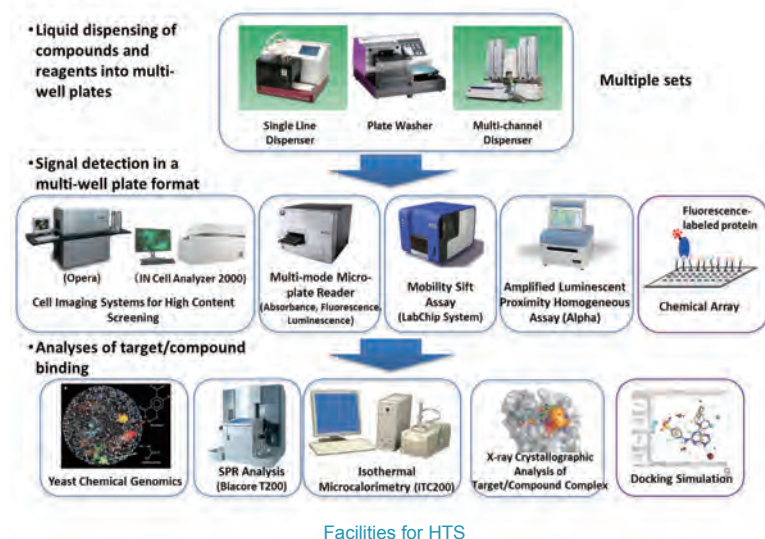 •Liquid dispensing of
compounds and
reagents into multi-
well plates
Multiple sets
Single Line
Dispenser
Plate Washer
Multi-channel
Dispenser
•Signal detection in a
multi-well plate format
(Opera)
(IN Cell Analyzer 2000)
Cell Imaging Systems for High Content
Screening
Multi-mode Micro-
plate Reader
(Absorbance, Fluorescence,
Luminescence)
Mobility Sift
Assay
(LabChip System)
Amplified Luminescent
Proximity Homogeneous
Assay (Alpha)
Fluorescence-
labeled protein
Chemical Array
•Analyses of target/compound
binding
Yeast Chemical Genomics
SPR Analysis
(Biacore T200)
Isothermal
Microcalorimetry (iTC200)
X-ray Crystallographic
Analysis of
Target/Compound Complex
Docking Simulation
Facilities for HTS